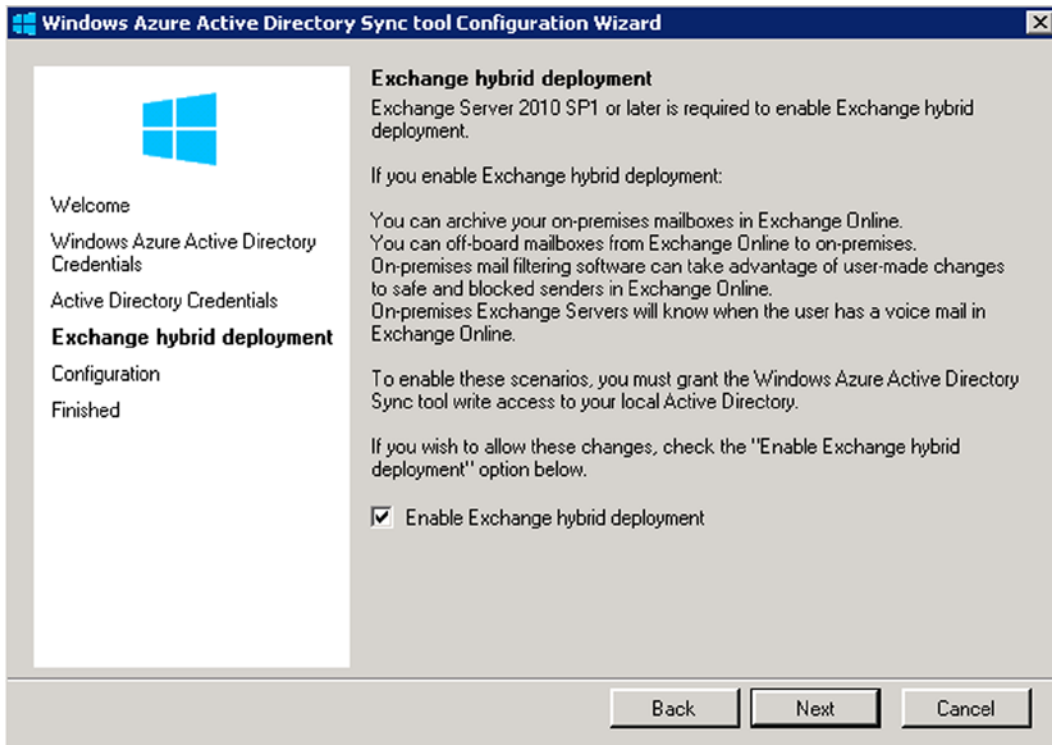 Windows Azure Active Directory Sync tool Configuration Wizard
Welcome
Windows Azure Active Directory
Credentials
Active Directory Credentials
Exchange hybrid deployment
Configuration
Finished
Exchange hybrid deployment
Exchange Server 2010 SP1 or later is required to enable Exchange hybrid
deployment.
If you enable Exchange hybrid deployment:
You can archive your on-premises mailboxes in Exchange Online.
You can off-board mailboxes from Exchange Online to on-premises.
On-premises mail filtering software can take advantage of user-made changes
to safe and blocked senders in Exchange Online.
On-premises Exchange Servers will know when the user has a voice mail in
Exchange Online.
To enable these scenarios, you must grant the Windows Azure Active Directory
Sync tool write access to your local Active Directory.
If you wish to allow these changes, check the "Enable Exchange hybrid
deployment" option below.
Enable Exchange hybrid deployment
Back
Next
Cancel